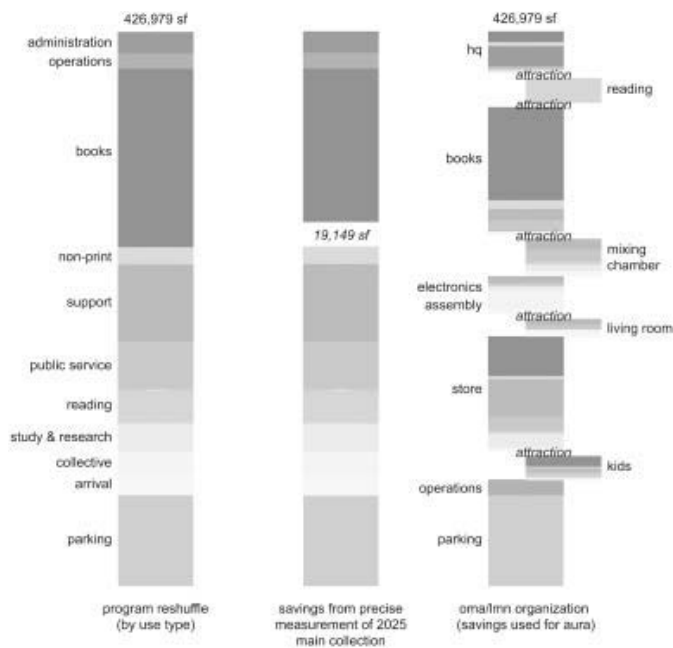 426,979 sf
administration
operations
books
non-print
support
public service
reading
study & research
collective
arrival
parking
program reshuffle
(by use type)
19,149 sf
savings from precise
measurement of 2025
main collection
426,979 sf
hq
attraction
reading
attraction
books
attraction
mixing
chamber
electronics
assembly
attraction
living room
store
attraction
kids
operations
parking
oma/lmn organization
(savings used for aura)